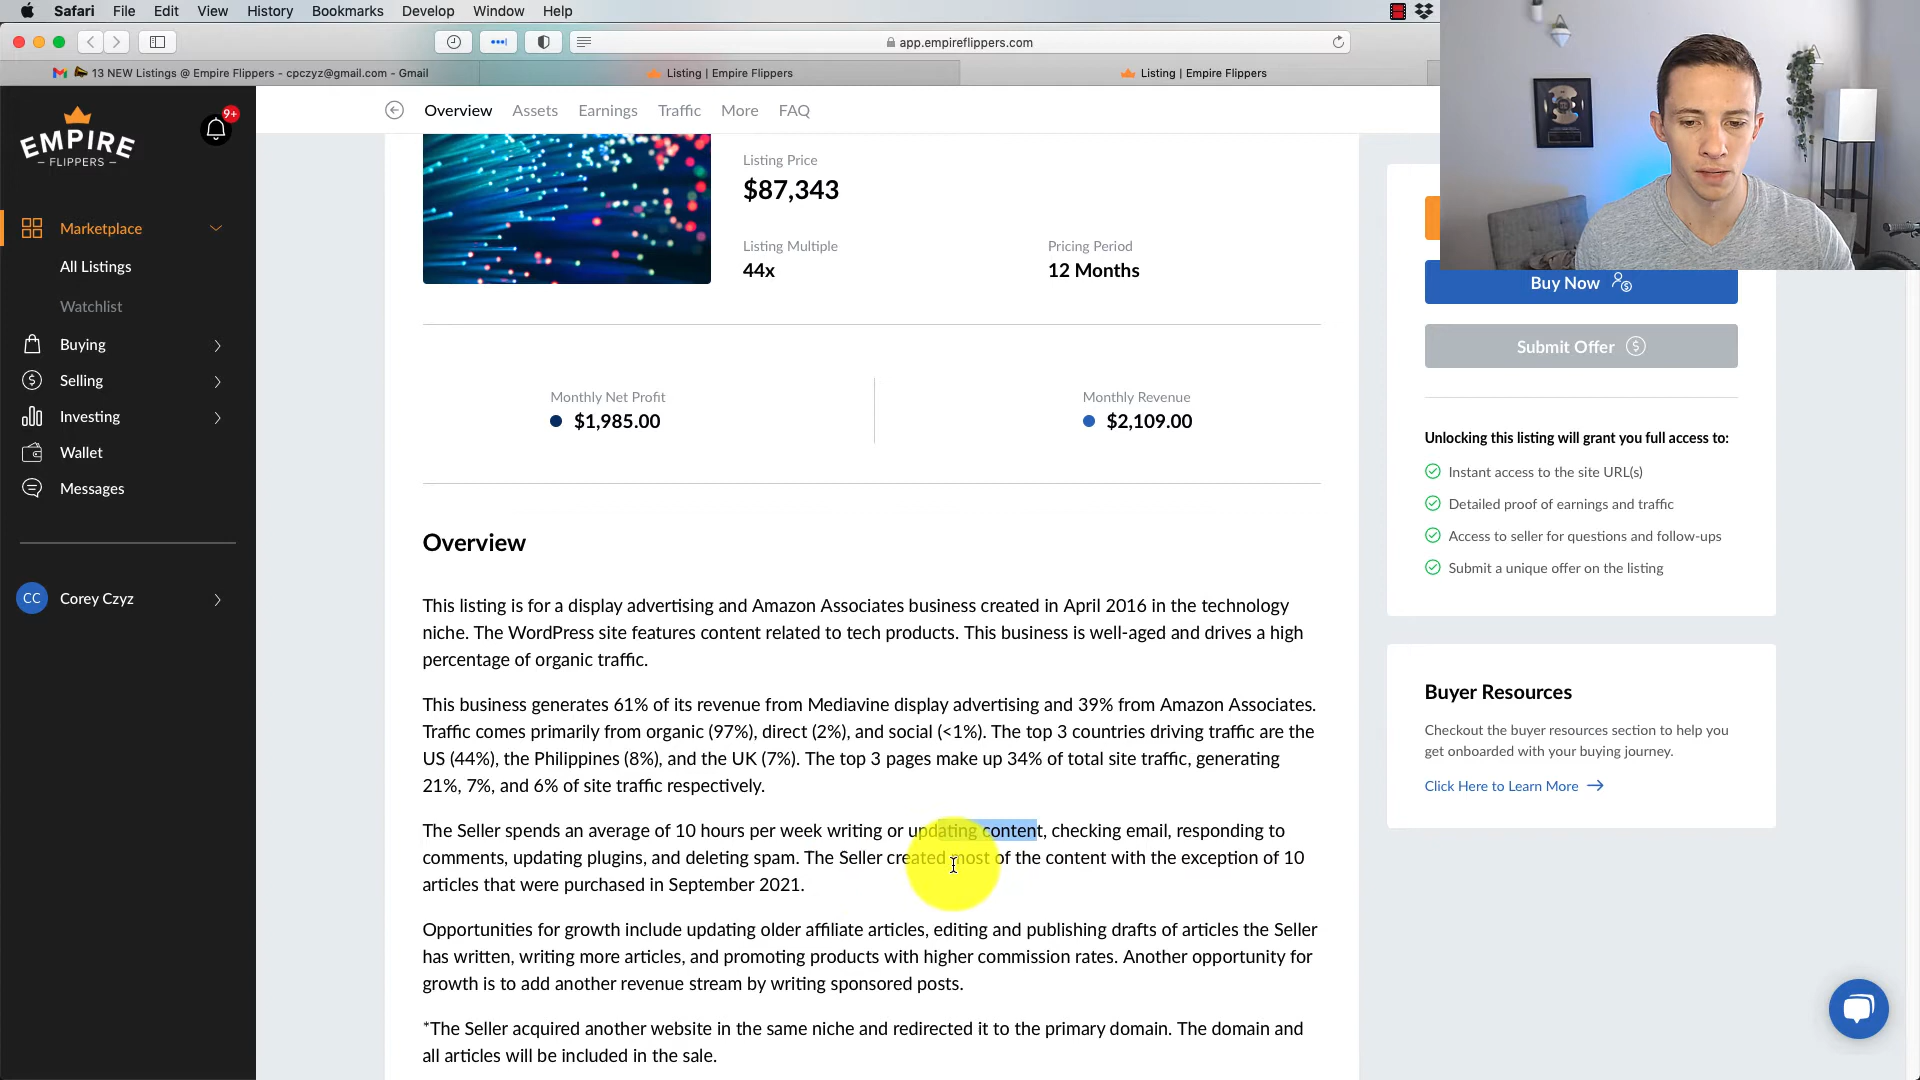 Safari File Edit View History Bookmarks Develop Window Help
app.empireflippers.com
13 NEW Listings @ Empire Flippers - cpczyz@gmail.com - Gmail
Listing | Empire Flippers
Listing | Empire Flippers
EMPIRE
FLIPPERS
9+
Marketplace
All Listings
Watchlist
Buying
Selling
Investing
Wallet
Messages
CC
Corey Czyz
Overview Assets Earnings Traffic More FAQ
Listing Price
$87,343
Listing Multiple
44x
Pricing Period
12 Months
Monthly Net Profit
$1,985.00
Monthly Revenue
$2,109.00
Overview
This listing is for a display advertising and Amazon Associates business created in April 2016 in the technology
niche. The WordPress site features content related to tech products. This business is well-aged and drives a high
percentage of organic traffic.
This business generates 61% of its revenue from Mediavine display advertising and 39% from Amazon Associates.
Traffic comes primarily from organic (97%), direct (2%), and social (<1%). The top 3 countries driving traffic are the
US (44%), the Philippines (8%), and the UK (7%). The top 3 pages make up 34% of total site traffic, generating
21%, 7%, and 6% of site traffic respectively.
The Seller spends an average of 10 hours per week writing or updating content, checking email, responding to
comments, updating plugins, and deleting spam. The Seller created most of the content with the exception of 10
articles that were purchased in September 2021.
Opportunities for growth include updating older affiliate articles, editing and publishing drafts of articles the Seller
has written, writing more articles, and promoting products with higher commission rates. Another opportunity for
growth is to add another revenue stream by writing sponsored posts.
*The Seller acquired another website in the same niche and redirected it to the primary domain. The domain and
all articles will be included in the sale.
Buy Now
Submit Offer
Unlocking this listing will grant you full access to:
Instant access to the site URL(s)
Detailed proof of earnings and traffic
Access to seller for questions and follow-ups
Submit a unique offer on the listing
Buyer Resources
Checkout the buyer resources section to help you
get onboarded with your buying journey.
Click Here to Learn More